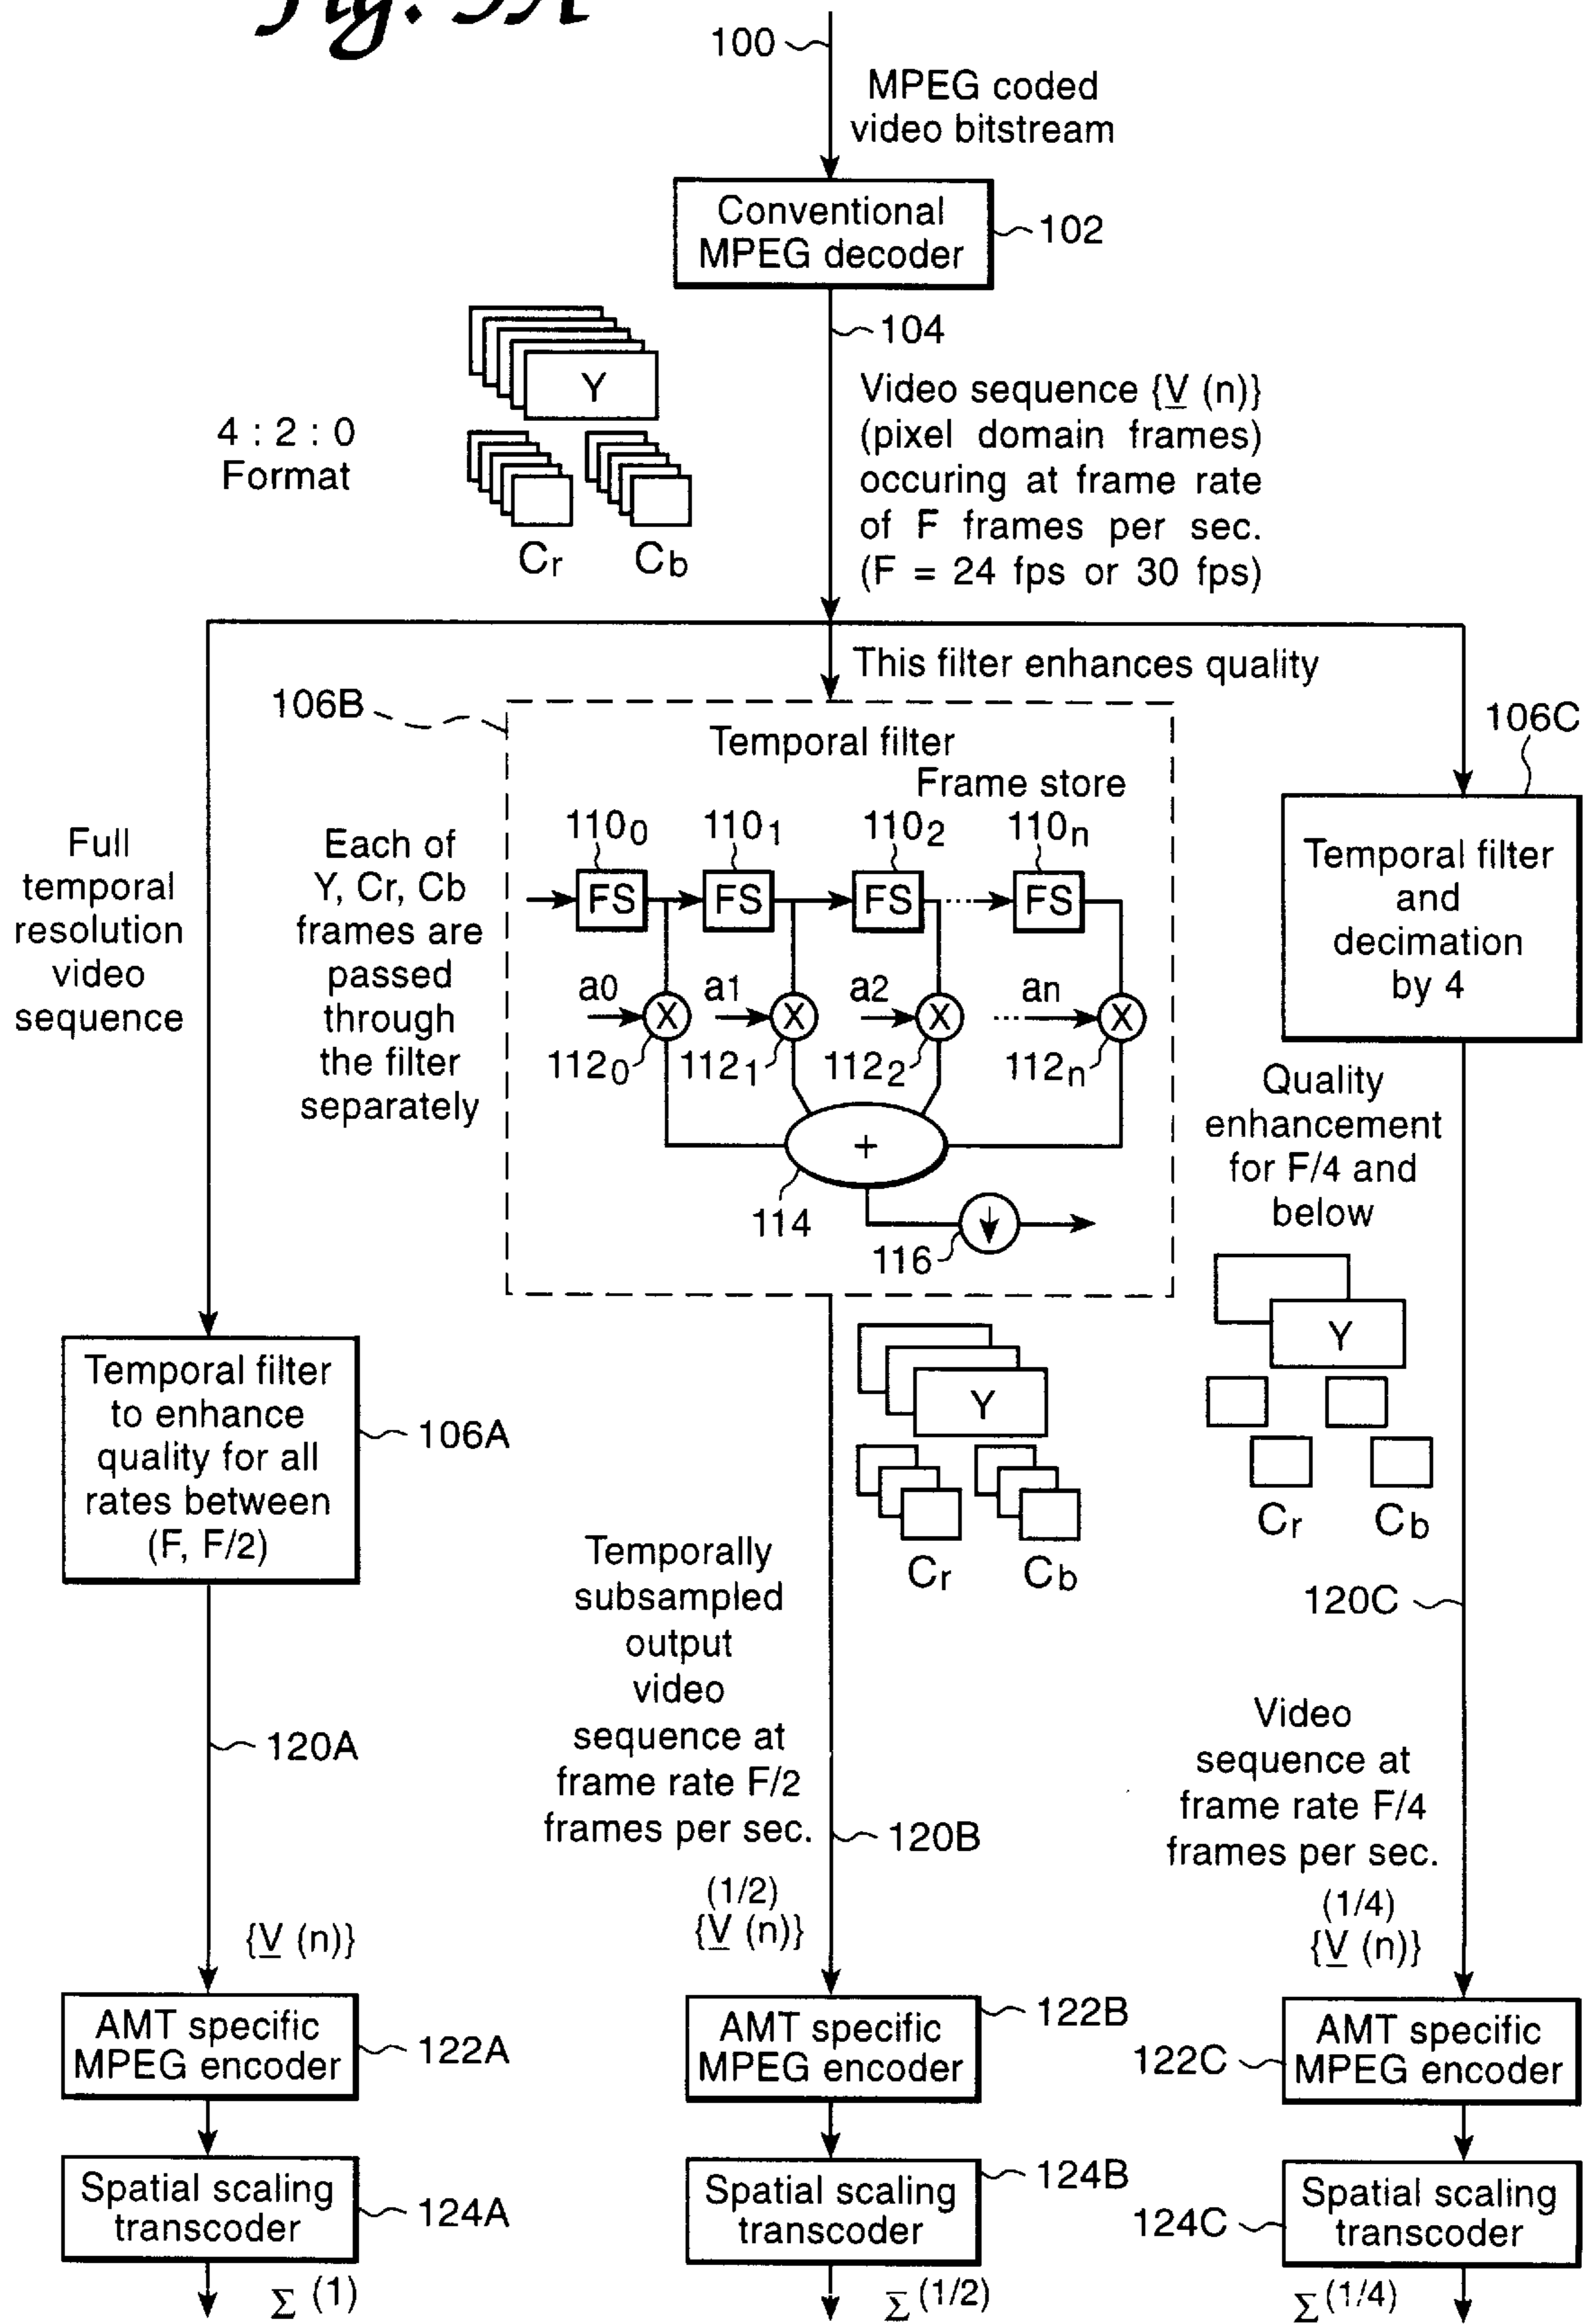 100
MPEG coded
video bitstream
Conventional
MPEG decoder
102
104
Y
4 : 2 : 0
Format
Cr
Cb
Video sequence {V (n)}
(pixel domain frames)
occuring at frame rate
of F frames per sec.
(F = 24 fps or 30 fps)
This filter enhances quality
106B
106C
Temporal filter
Frame store
110₀
110₁
110₂
110n
FS
FS
FS
FS
Full
temporal
resolution
video
sequence
Each of
Y, Cr, Cb
frames are
passed
through
the filter
separately
a0
a1
a2
an
X
X
X
X
112₀
112₁
112₂
112n
+
114
116
Temporal filter
and
decimation
by 4
Quality
enhancement
for F/4 and
below
Y
Cr
Cb
Temporal filter
to enhance
quality for all
rates between
(F, F/2)
106A
Y
Cr
Cb
Temporally
subsampled
output
video
sequence at
frame rate F/2
frames per sec.
120A
120B
120C
Video
sequence at
frame rate F/4
frames per sec.
{V (n)}
(1/2)
{V (n)}
(1/4)
{V (n)}
AMT specific
MPEG encoder
122A
AMT specific
MPEG encoder
122B
AMT specific
MPEG encoder
122C
Spatial scaling
transcoder
124A
Spatial scaling
transcoder
124B
Spatial scaling
transcoder
124C
Σ (1)
Σ (1/2)
Σ (1/4)